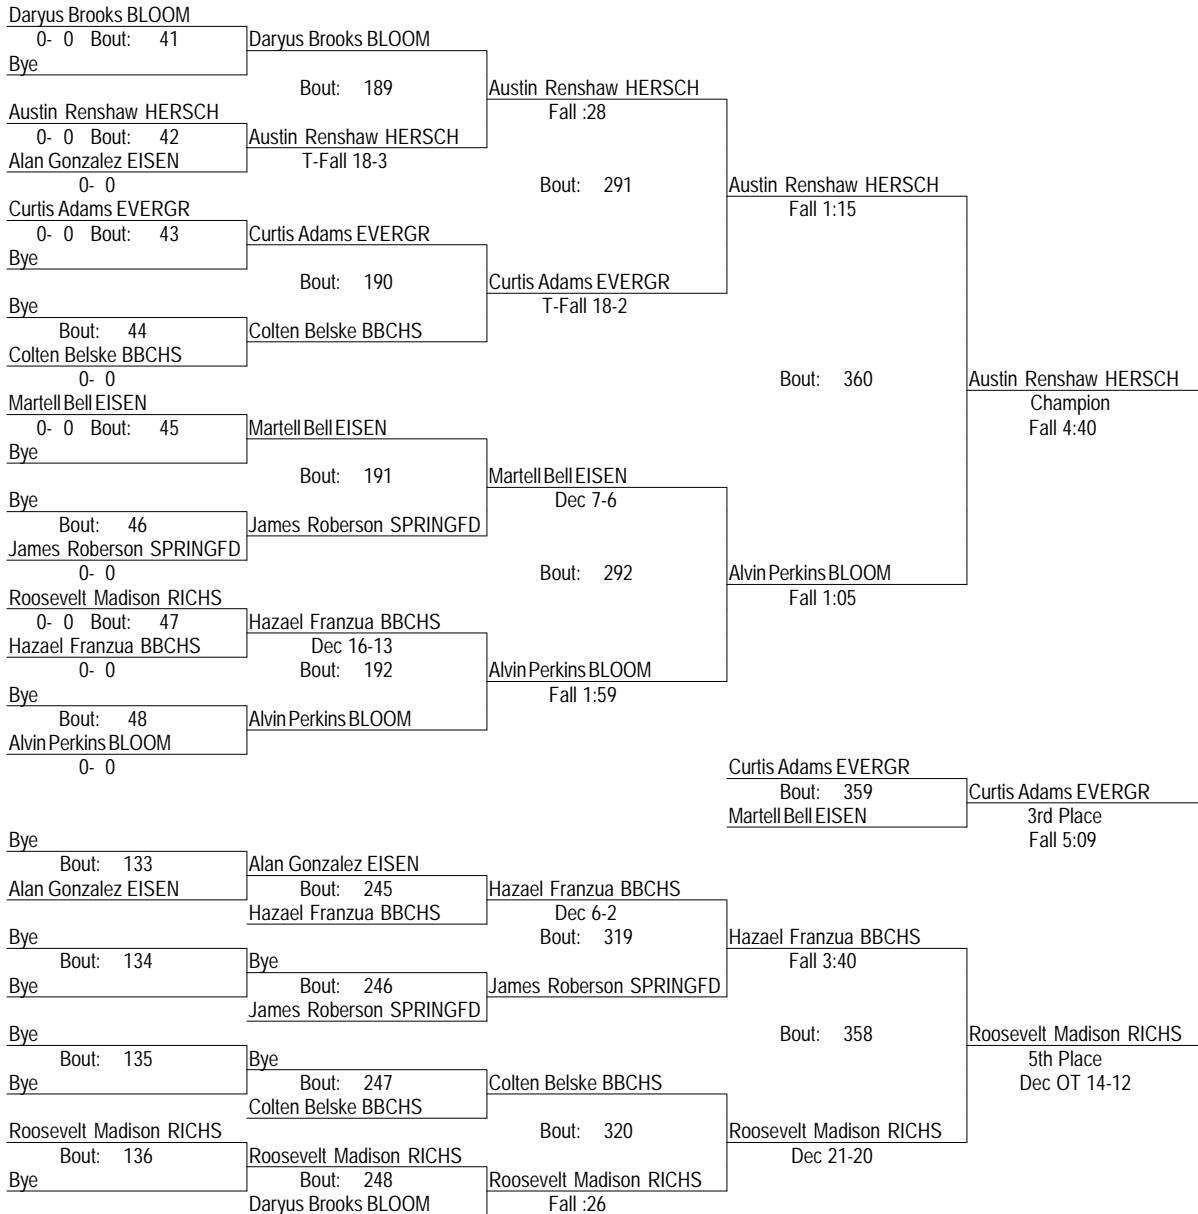 Daryus Brooks BLOOM
0- 0 Bout: 41
Daryus Brooks BLOOM
Bye
Bout: 189
Austin Renshaw HERSCH
Fall :28
Austin Renshaw HERSCH
0- 0 Bout: 42
Austin Renshaw HERSCH
Alan Gonzalez EISEN
T-Fall 18-3
0- 0
Bout: 291
Austin Renshaw HERSCH
Fall 1:15
Curtis Adams EVERGR
0- 0 Bout: 43
Curtis Adams EVERGR
Bye
Bout: 190
Curtis Adams EVERGR
T-Fall 18-2
Bye
Bout: 44
Colten Belske BBCHS
Colten Belske BBCHS
0- 0
Bout: 360
Austin Renshaw HERSCH
Champion
Fall 4:40
Martell Bell EISEN
0- 0 Bout: 45
Martell Bell EISEN
Bye
Bout: 191
Martell Bell EISEN
Dec 7-6
Bye
Bout: 46
James Roberson SPRINGFD
James Roberson SPRINGFD
0- 0
Bout: 292
Alvin Perkins BLOOM
Fall 1:05
Roosevelt Madison RICHS
0- 0 Bout: 47
Hazael Franzua BBCHS
Hazael Franzua BBCHS
Dec 16-13
0- 0
Bout: 192
Alvin Perkins BLOOM
Fall 1:59
Bye
Bout: 48
Alvin Perkins BLOOM
Alvin Perkins BLOOM
0- 0
Curtis Adams EVERGR
Bout: 359
Curtis Adams EVERGR
Martell Bell EISEN
3rd Place
Fall 5:09
Bye
Bout: 133
Alan Gonzalez EISEN
Alan Gonzalez EISEN
Bout: 245
Hazael Franzua BBCHS
Hazael Franzua BBCHS
Dec 6-2
Bye
Bout: 319
Hazael Franzua BBCHS
Fall 3:40
Bout: 134
Bye
Bye
Bout: 246
James Roberson SPRINGFD
James Roberson SPRINGFD
Bye
Bout: 358
Roosevelt Madison RICHS
5th Place
Dec OT 14-12
Bout: 135
Bye
Bye
Bout: 247
Colten Belske BBCHS
Colten Belske BBCHS
Roosevelt Madison RICHS
Bout: 320
Roosevelt Madison RICHS
Dec 21-20
Bout: 136
Roosevelt Madison RICHS
Bye
Bout: 248
Roosevelt Madison RICHS
Daryus Brooks BLOOM
Fall :26